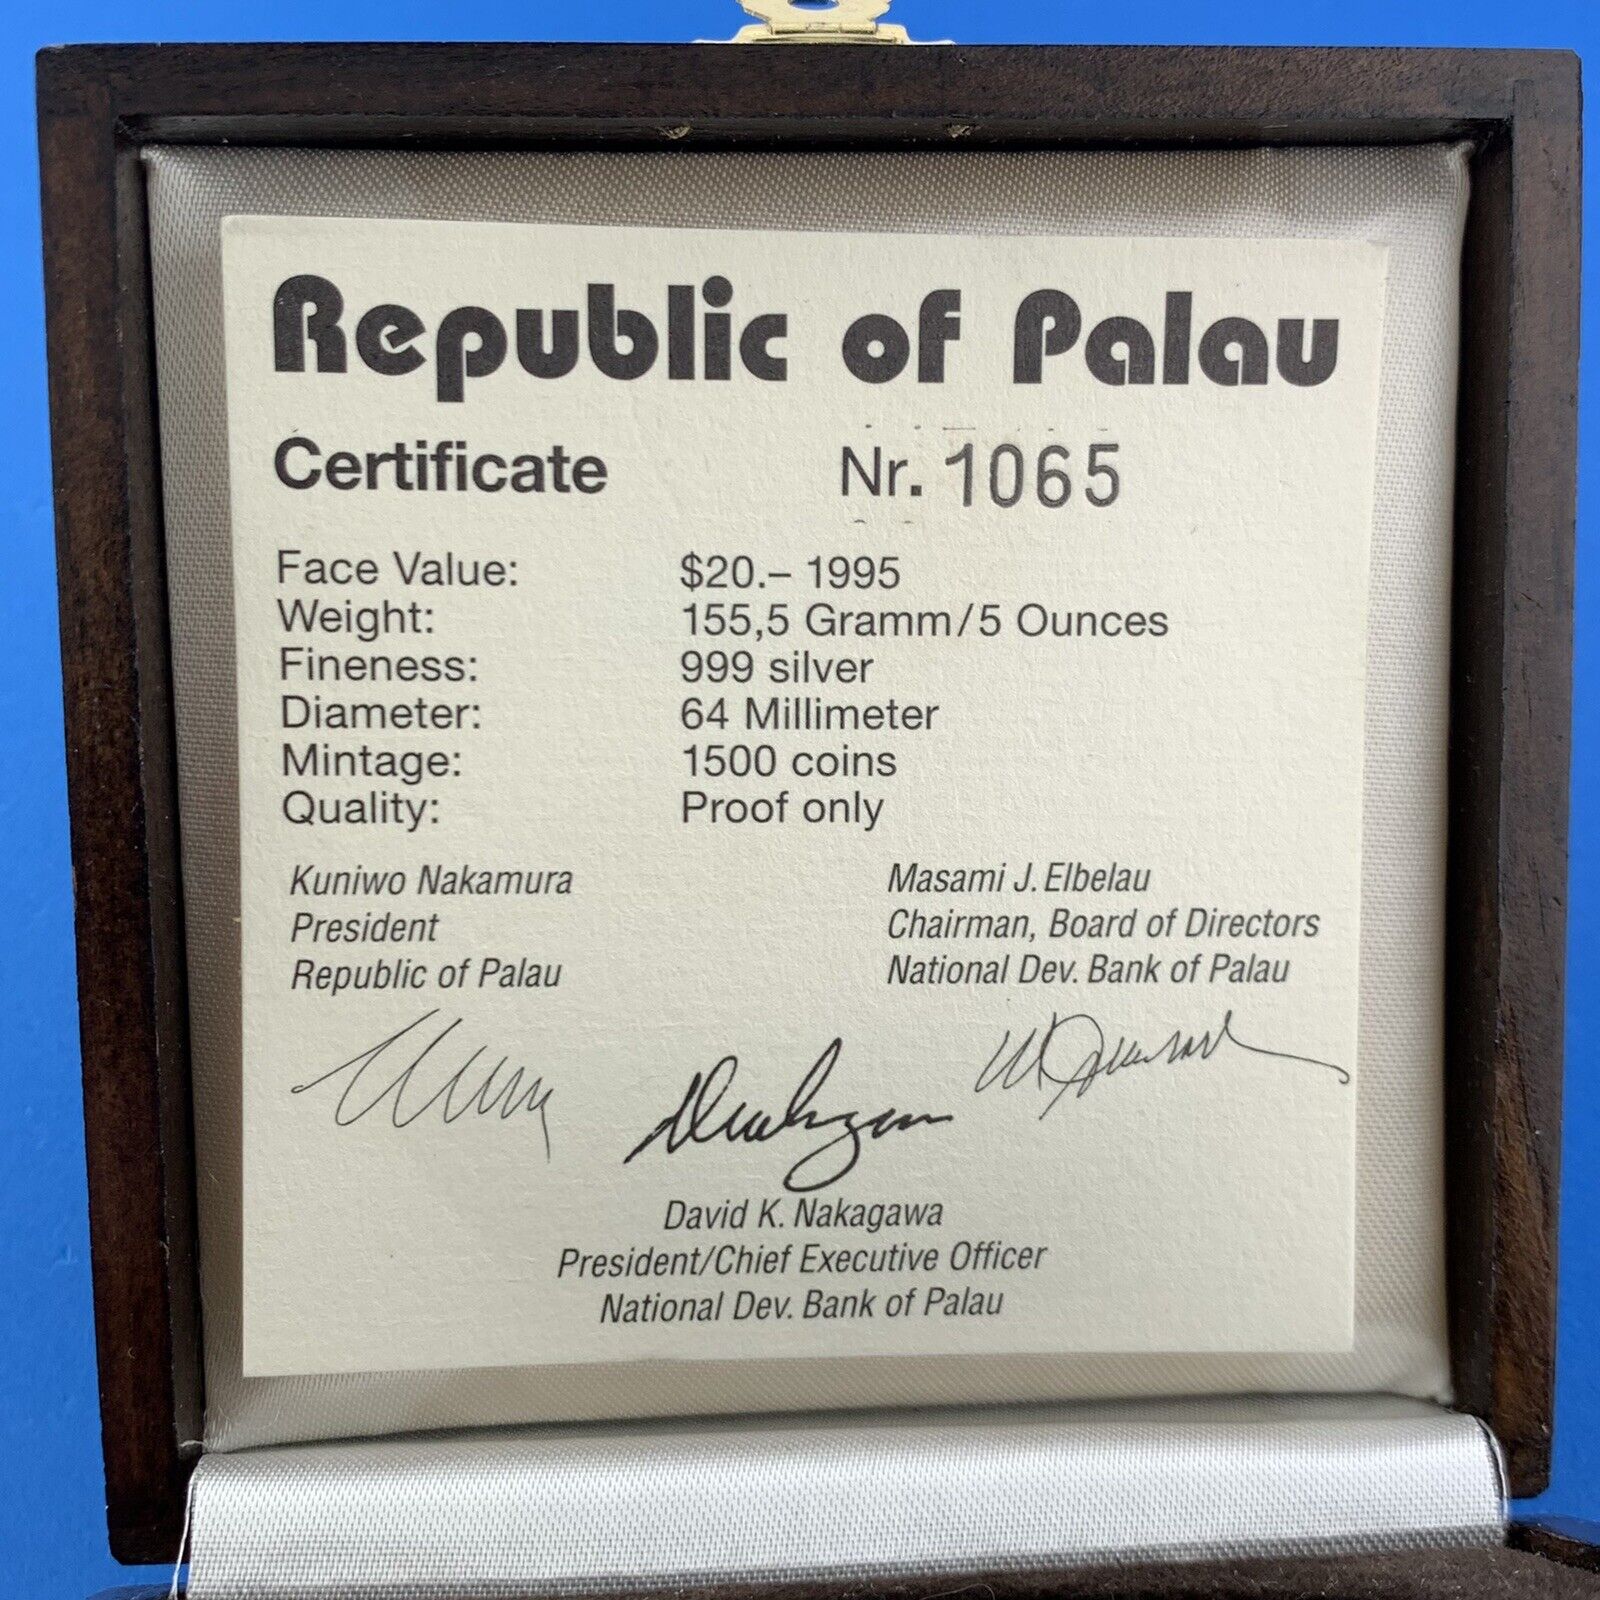 Republic of Palau
Certificate Nr. 1065
Face Value: $20.– 1995
Weight: 155,5 Gramm/5 Ounces
Fineness: 999 silver
Diameter: 64 Millimeter
Mintage: 1500 coins
Quality: Proof only
Kuniwo Nakamura
President
Republic of Palau
Masami J. Elbelau
Chairman, Board of Directors
National Dev. Bank of Palau
David K. Nakagawa
President/Chief Executive Officer
National Dev. Bank of Palau